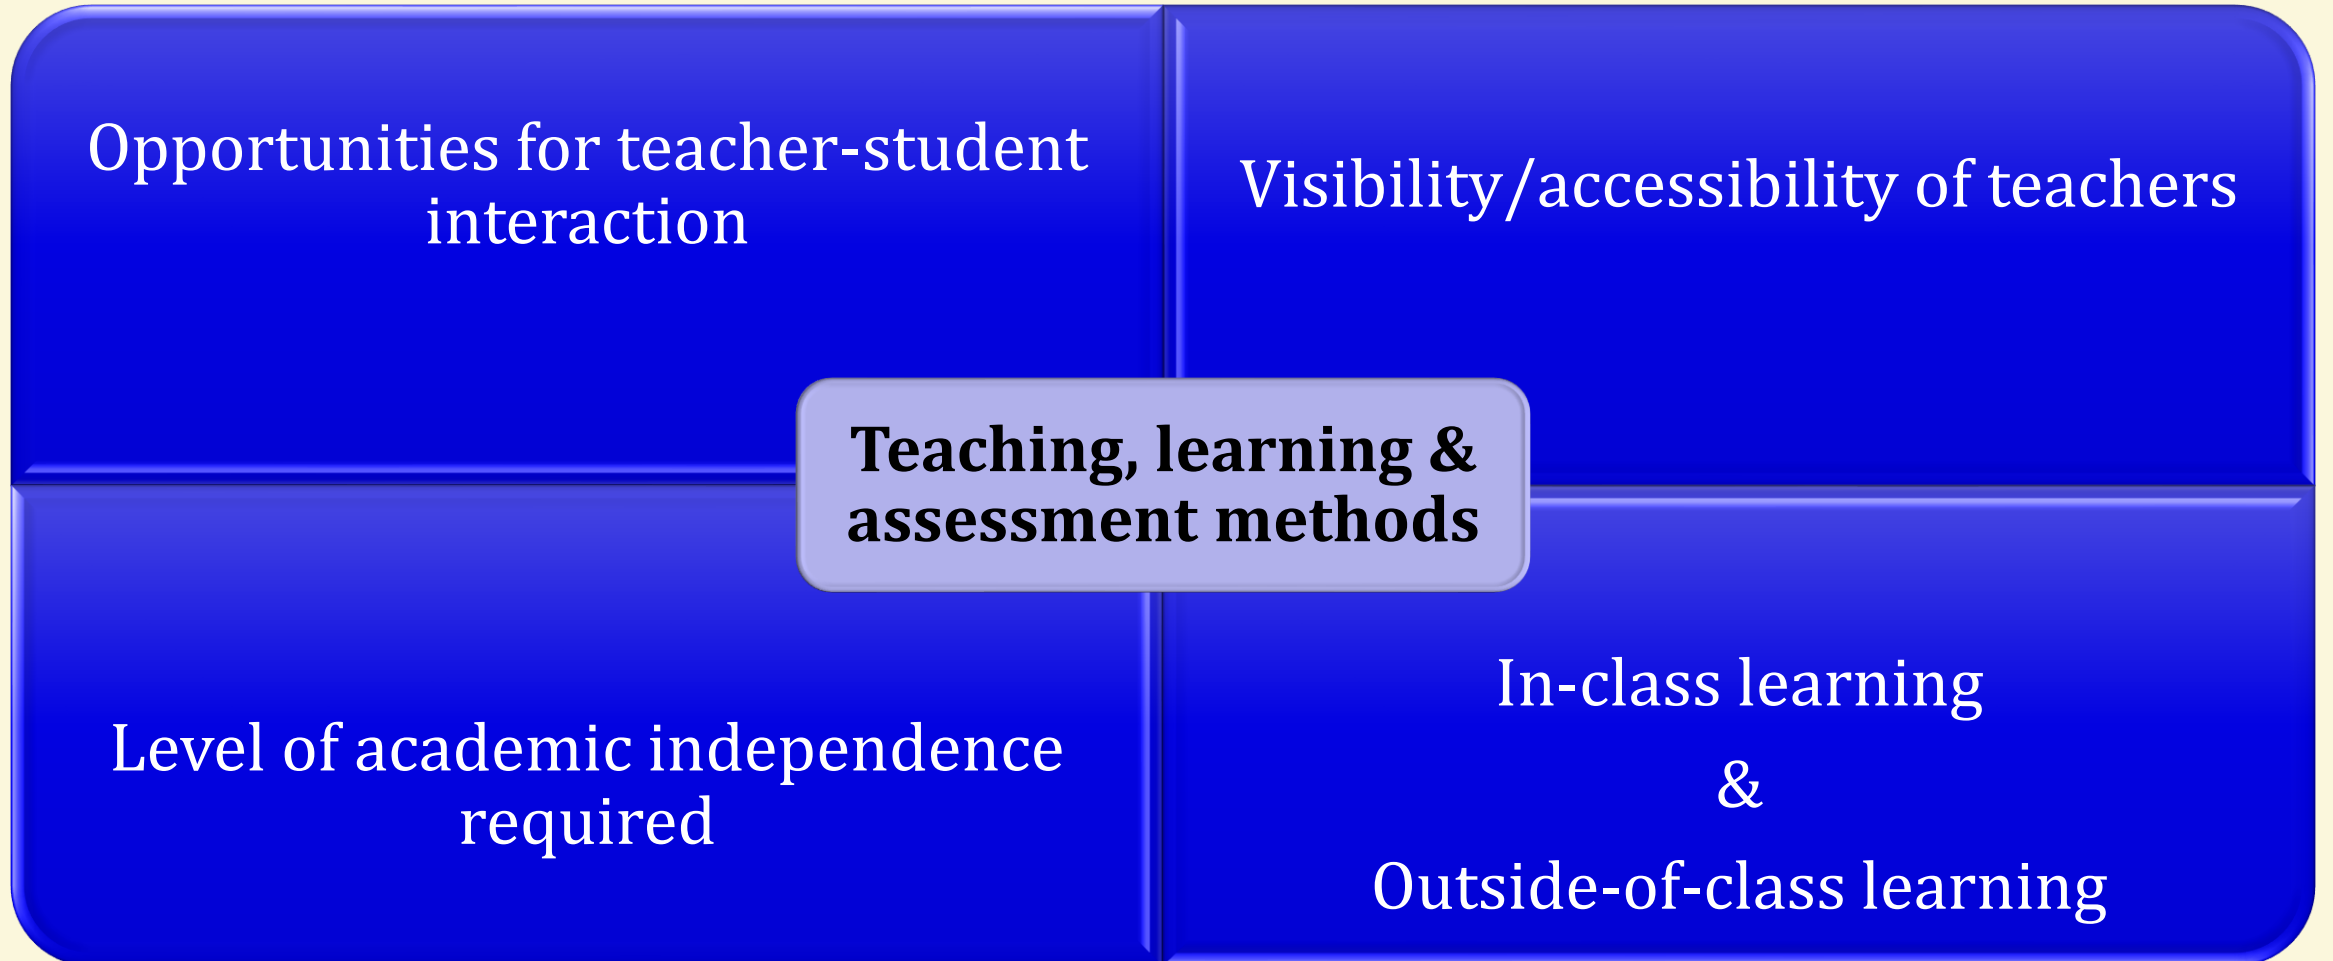 Opportunities for teacher-student
interaction
Visibility/accessibility of teachers
Teaching, learning &
assessment methods
Level of academic independence
required
In-class learning
&
Outside-of-class learning